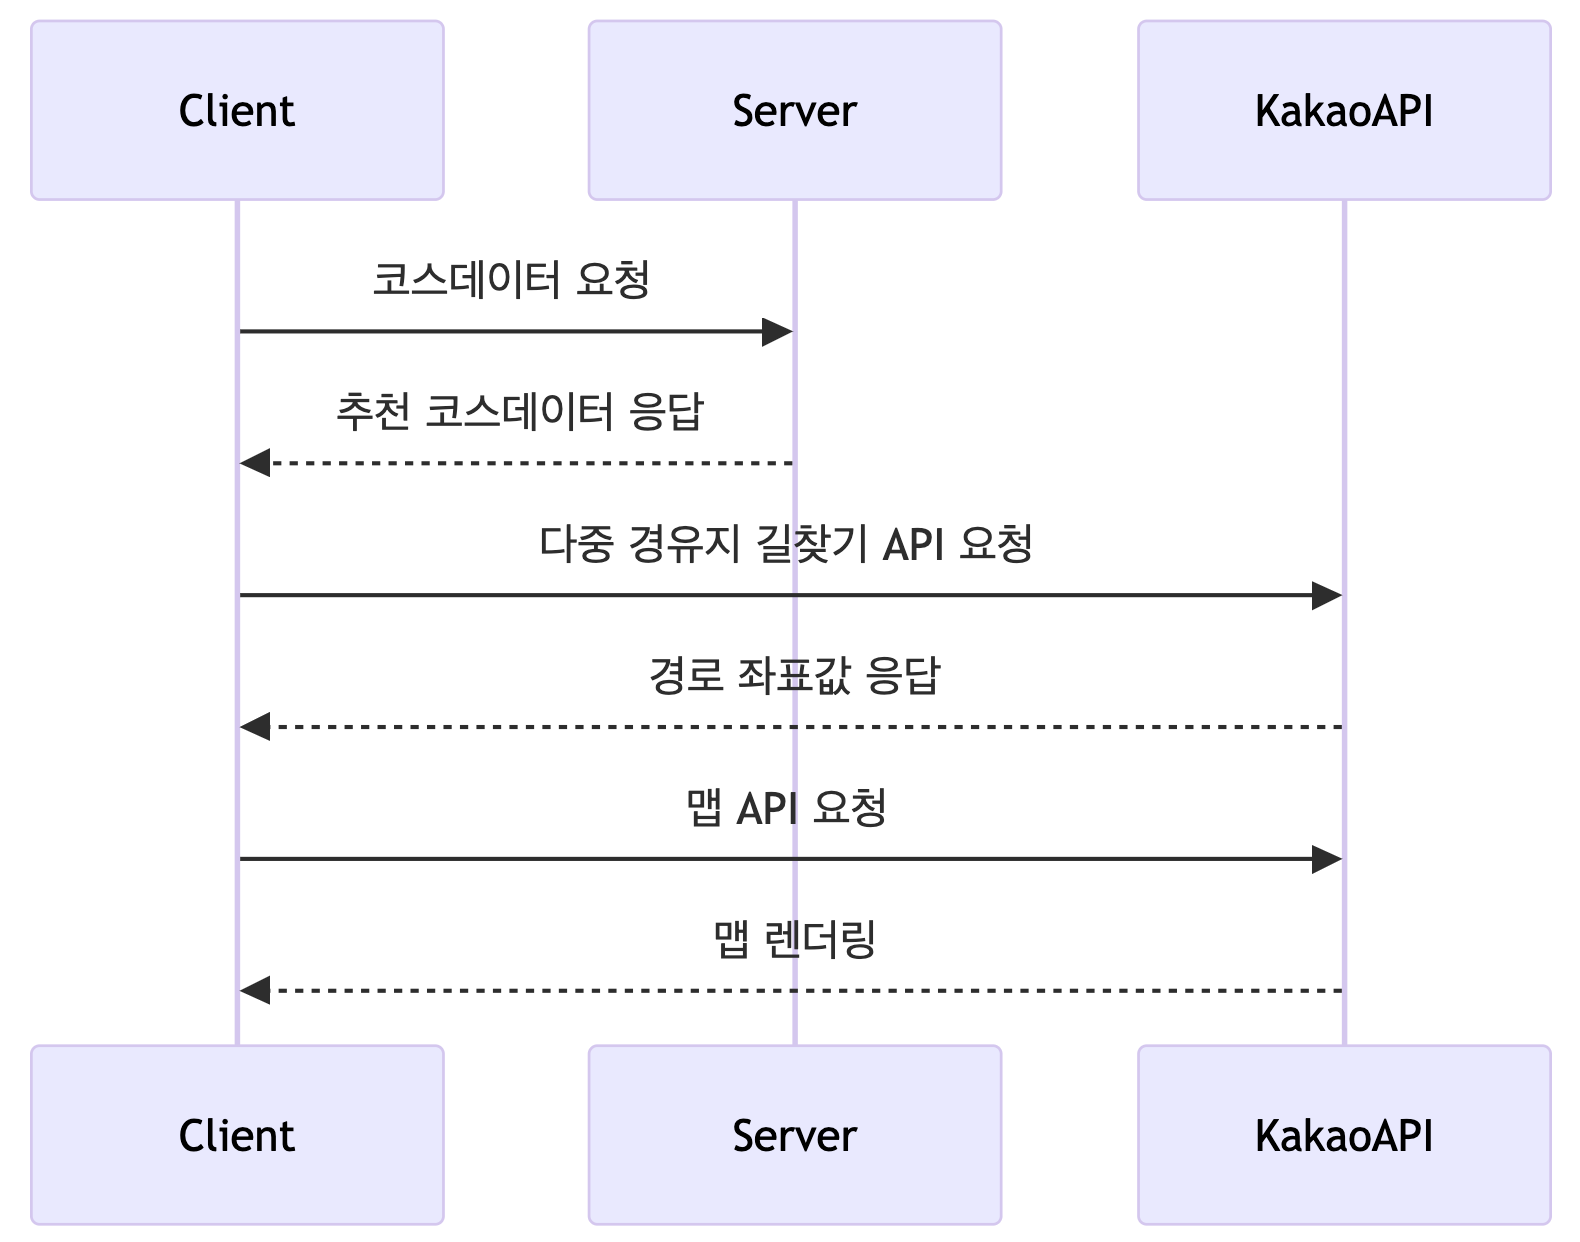 Client
Server
KakaoAPI
코스데이터 요청
추천 코스데이터 응답
다중 경유지 길찾기 API 요청
경로 좌표값 응답
맵 API 요청
맵 렌더링
Client
Server
KakaoAPI